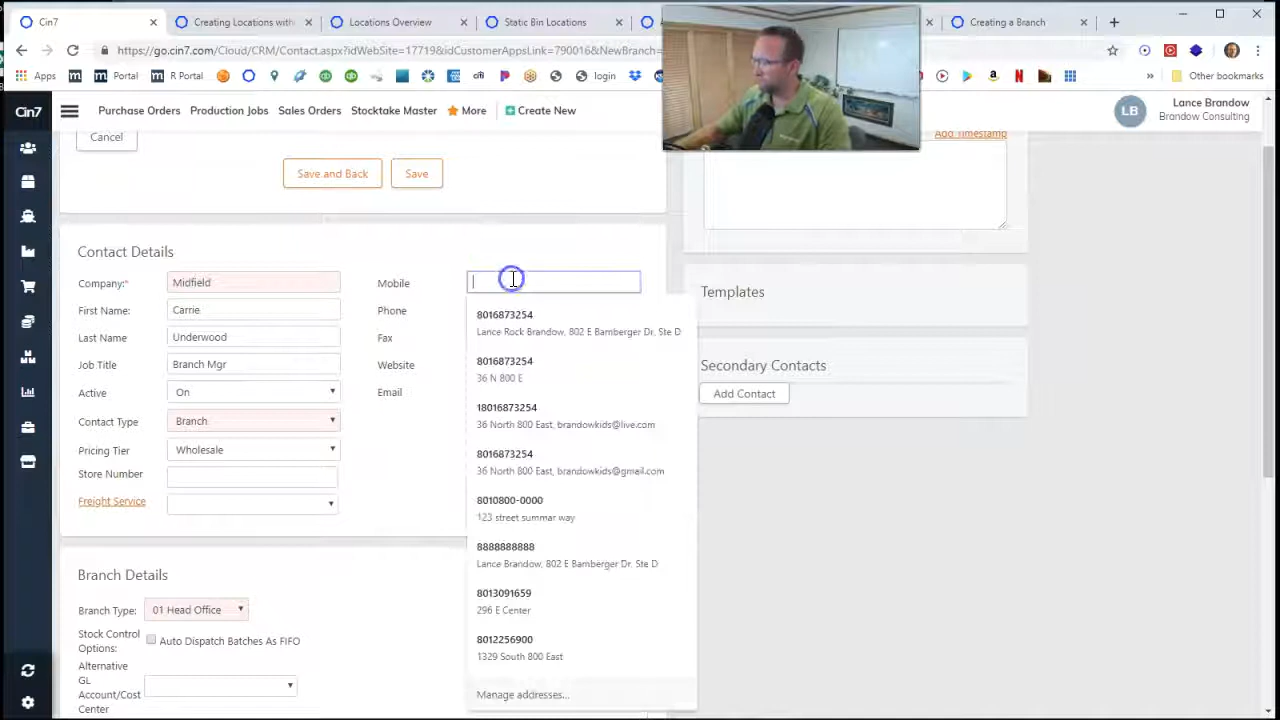 Cin7
Creating Locations with
Locations Overview
Static Bin Locations
Creating a Branch
https://go.cin7.com/Cloud/CRM/Contact.aspx?idWebSite=17719&idCustomerAppsLink=790016&NewBranch=
Apps
Portal
Portal
R Portal
citi
login
Other bookmarks
Cin7
Purchase Orders
Production Jobs
Sales Orders
Stocktake Master
More
Create New
LB
Lance Brandow
Brandow Consulting
Cancel
Save and Back
Save
Add Timestamp
Contact Details
Company:*
Midfield
Mobile
First Name:
Carrie
Phone
Last Name
Underwood
Fax
Job Title
Branch Mgr
Website
Active
On
Email
Contact Type
Branch
Pricing Tier
Wholesale
Store Number
Freight Service
8016873254
Lance Rock Brandow, 802 E Bamberger Dr, Ste D
8016873254
36 N 800 E
18016873254
36 North 800 East, brandowkids@live.com
8016873254
36 North 800 East, brandowkids@gmail.com
8010800-0000
123 street summar way
8888888888
Lance Brandow, 802 E Bamberger Dr. Ste D
8013091659
296 E Center
8012256900
1329 South 800 East
Manage addresses...
Templates
Secondary Contacts
Add Contact
Branch Details
Branch Type:
01 Head Office
Stock Control
Options:
Auto Dispatch Batches As FIFO
Alternative
GL
Account/Cost
Center